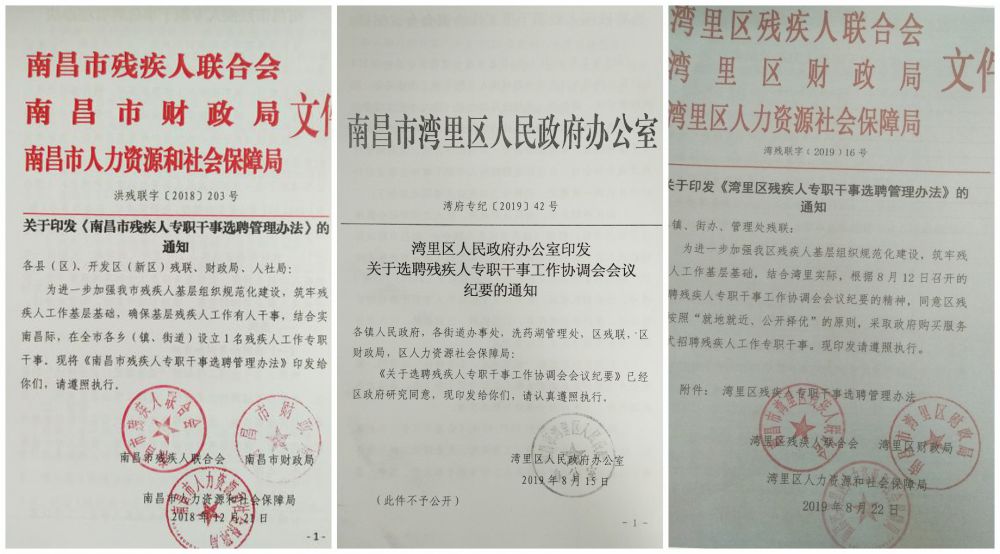 南昌市残疾人联合会
南昌市财政局
文件
南昌市人力资源和社会保障局
洪残联字〔2018〕203号
关于印发《南昌市残疾人专职干事选聘管理办法》的
通知
各县（区）、开发区（新区）残联、财政局、人社局：
为进一步加强我市残疾人基层组织规范化建设，筑牢残
疾人工作基层基础，确保基层残疾人工作有人干事，结合实
南昌际，在全市各乡（镇、街道）设立1名残疾人工作专职
干事。现将《南昌市残疾人专职干事选聘管理办法》印发给
你们，请遵照执行。
南昌市残疾人联合会 南昌市财政局
南昌市人力资源和社会保障局
2018年12月21日
-1-
南昌市湾里区人民政府办公室
湾府专纪〔2019〕42号
湾里区人民政府办公室印发
关于选聘残疾人专职干事工作协调会会议
纪要的通知
各镇人民政府，各街道办事处，洗药湖管理处，区残联，区
财政局，区人力资源社会保障局：
《关于选聘残疾人专职干事工作协调会会议纪要》已经
区政府研究同意，现印发给你们，请认真遵照执行。
湾里区人民政府办公室
2019年8月15日
（此件不予公开）
-1-
湾里区残疾人联合会
湾里区财政局
文件
湾里区人力资源社会保障局
湾残联字〔2019〕16号
关于印发《湾里区残疾人专职干事选聘管理办法》的
通知
镇、街办、管理处残联：
为进一步加强我区残疾人基层组织规范化建设，筑牢残
人工作基层基础，结合湾里实际，根据8月12日召开的
聘残疾人专职干事工作协调会会议纪要的精神，同意区残
按照“就地就近、公开择优”的原则，采取政府购买服务
式招聘残疾人工作专职干事。现印发请遵照执行。
附件：湾里区残疾人专职干事选聘管理办法
湾里区残疾人联合会 湾里区财政局
湾里区人力资源社会保障局
2019年8月22日